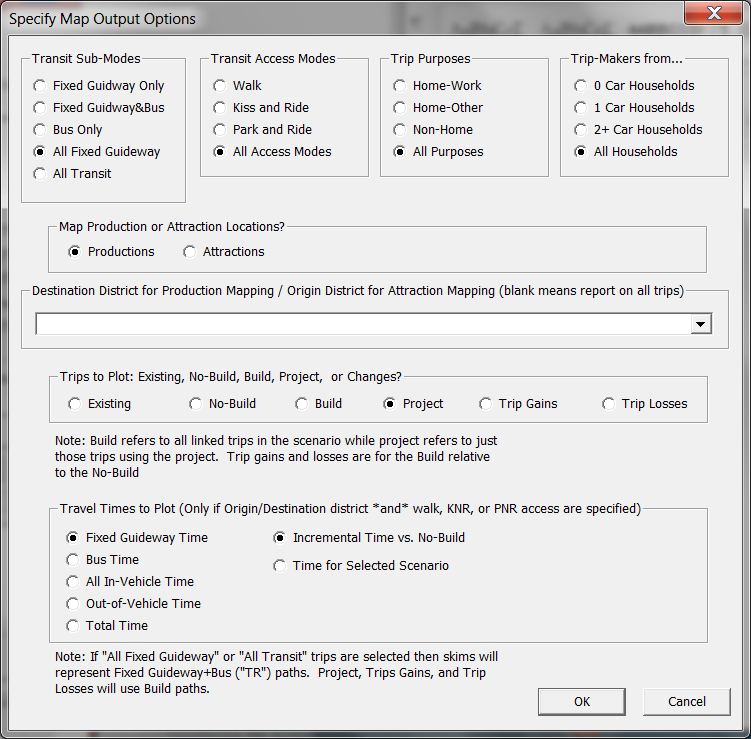 Specify Map Output Options
Transit Sub-Modes
Fixed Guidway Only
Fixed Guidway&Bus
Bus Only
All Fixed Guideway
All Transit
Transit Access Modes
Walk
Kiss and Ride
Park and Ride
All Access Modes
Trip Purposes
Home-Work
Home-Other
Non-Home
All Purposes
Trip-Makers from...
0 Car Households
1 Car Households
2+ Car Households
All Households
Map Production or Attraction Locations?
Productions
Attractions
Destination District for Production Mapping / Origin District for Attraction Mapping (blank means report on all trips)
Trips to Plot: Existing, No-Build, Build, Project, or Changes?
Existing
No-Build
Build
Project
Trip Gains
Trip Losses
Note: Build refers to all linked trips in the scenario while project refers to just
those trips using the project. Trip gains and losses are for the Build relative
to the No-Build
Travel Times to Plot (Only if Origin/Destination district *and* walk, KNR, or PNR access are specified)
Fixed Guideway Time
Bus Time
All In-Vehicle Time
Out-of-Vehicle Time
Total Time
Incremental Time vs. No-Build
Time for Selected Scenario
Note: If "All Fixed Guideway" or "All Transit" trips are selected then skims will
represent Fixed Guideway+Bus ("TR") paths. Project, Trips Gains, and Trip
Losses will use Build paths.
OK
Cancel